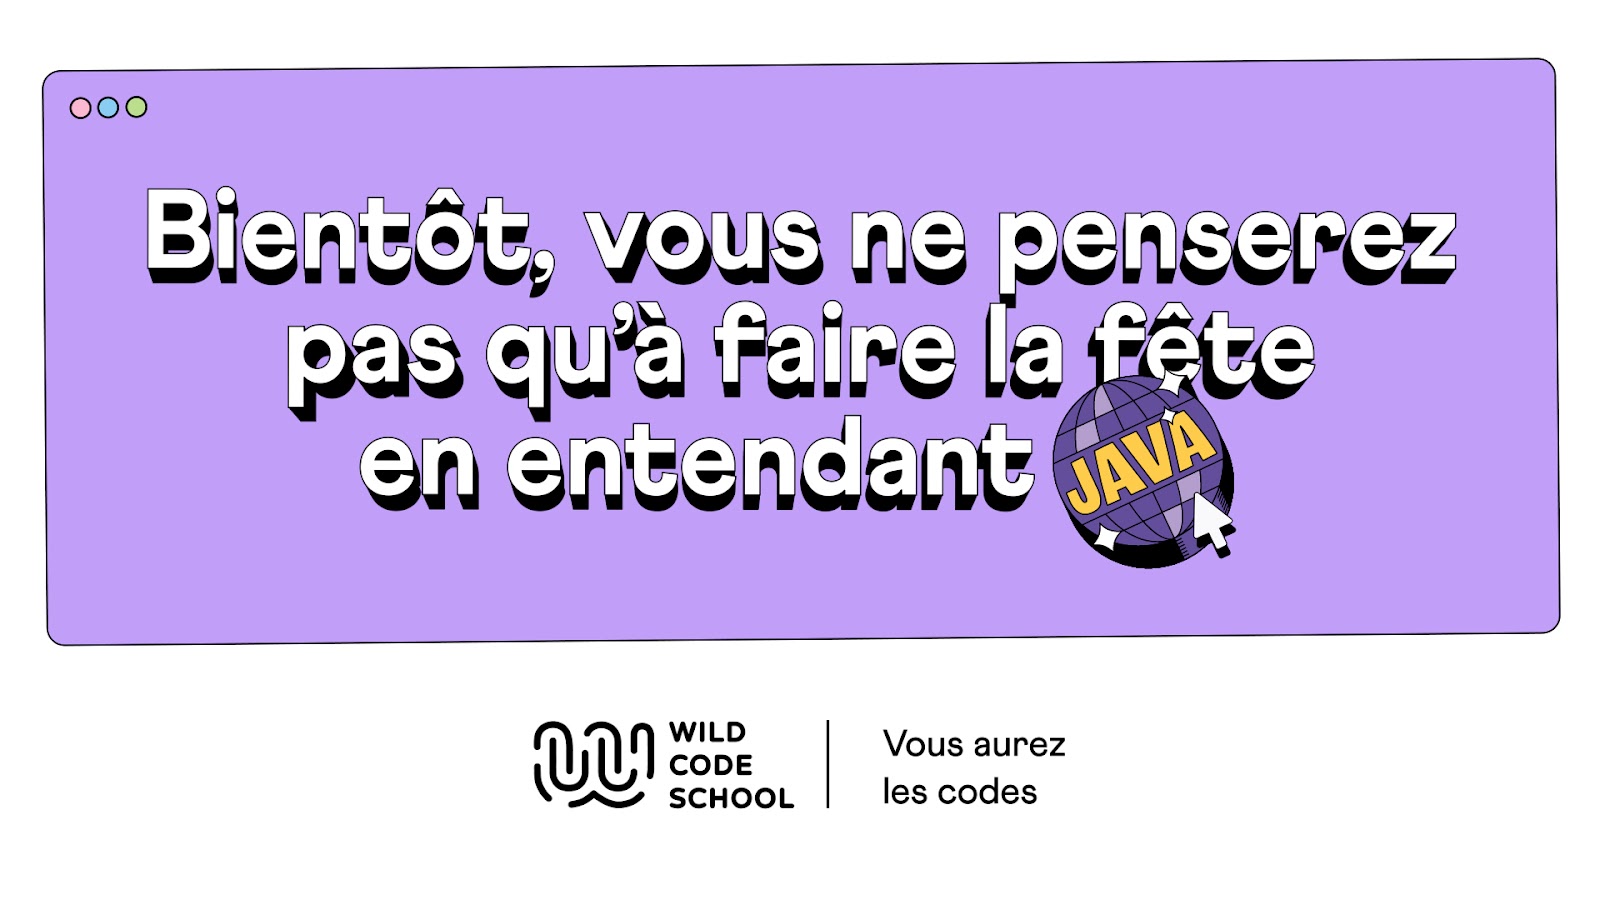 Bientôt, vous ne penserez
pas qu’à faire la fête
en entendant JAVA
WILD
CODE
SCHOOL
Vous aurez
les codes